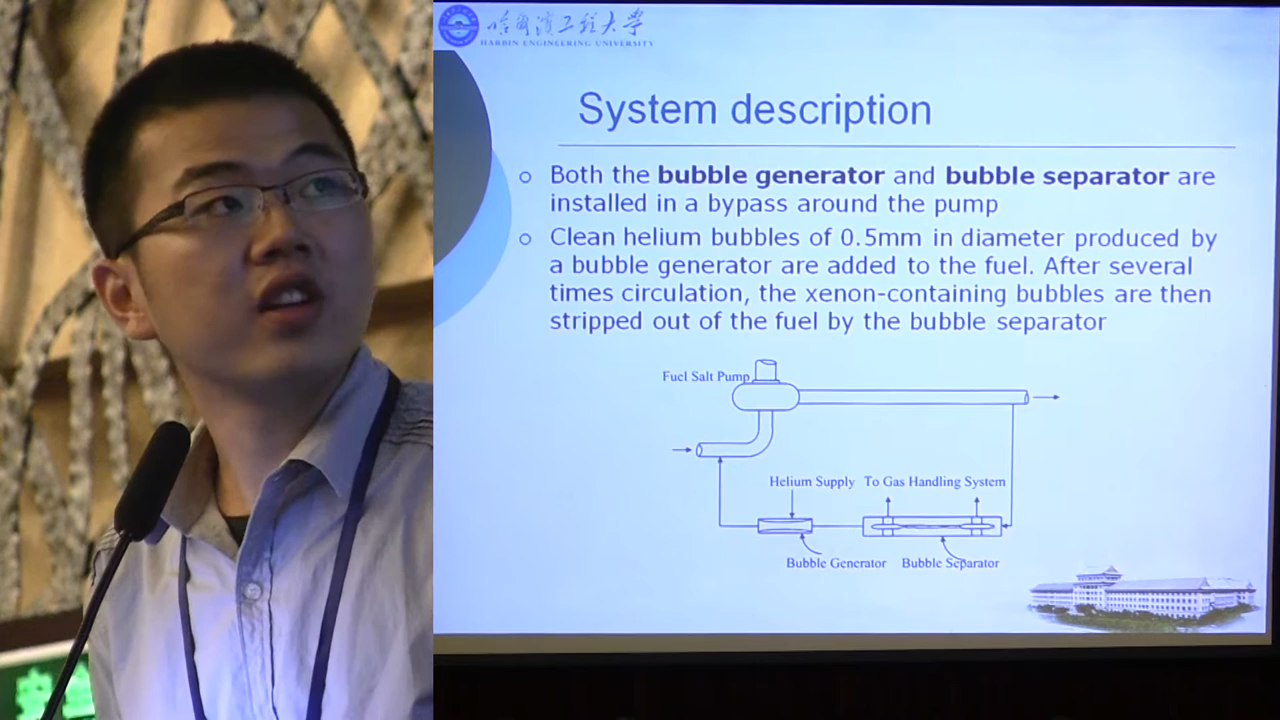 哈尔滨工程大学
HARBIN ENGINEERING UNIVERSITY
System description
Both the bubble generator and bubble separator are
installed in a bypass around the pump
Clean helium bubbles of 0.5mm in diameter produced by
a bubble generator are added to the fuel. After several
times circulation, the xenon-containing bubbles are then
stripped out of the fuel by the bubble separator
Fuel Salt Pump
Helium Supply
To Gas Handling System
Bubble Generator
Bubble Separator